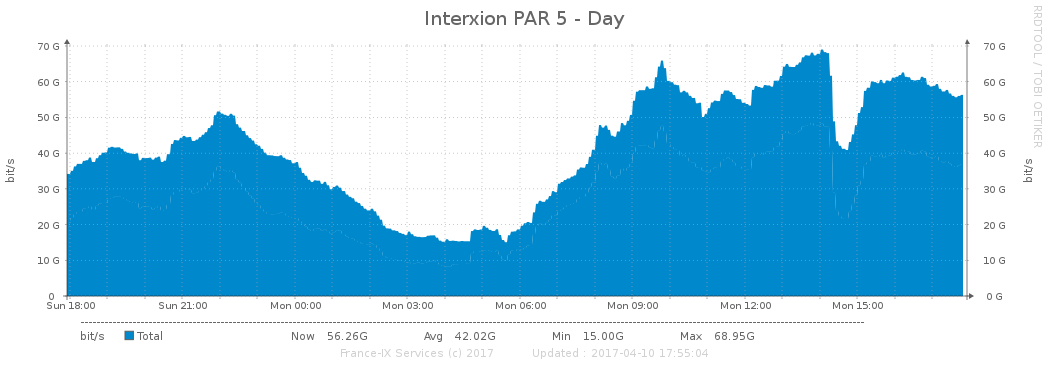 Interxion PAR 5 - Day
RRDTOOL / TOBI OETIKER
70 G 70 G
60 G 60 G
50 G 50 G
40 G 40 G
30 G 30 G
20 G 20 G
10 G 10 G
0 0 G
bit/s bit/s
Sun 18:00 Sun 21:00 Mon 00:00 Mon 03:00 Mon 06:00 Mon 09:00 Mon 12:00 Mon 15:00
bit/s Total Now 56.26G Avg 42.02G Min 15.00G Max 68.95G
France-IX Services (c) 2017 Updated : 2017-04-10 17:55:04